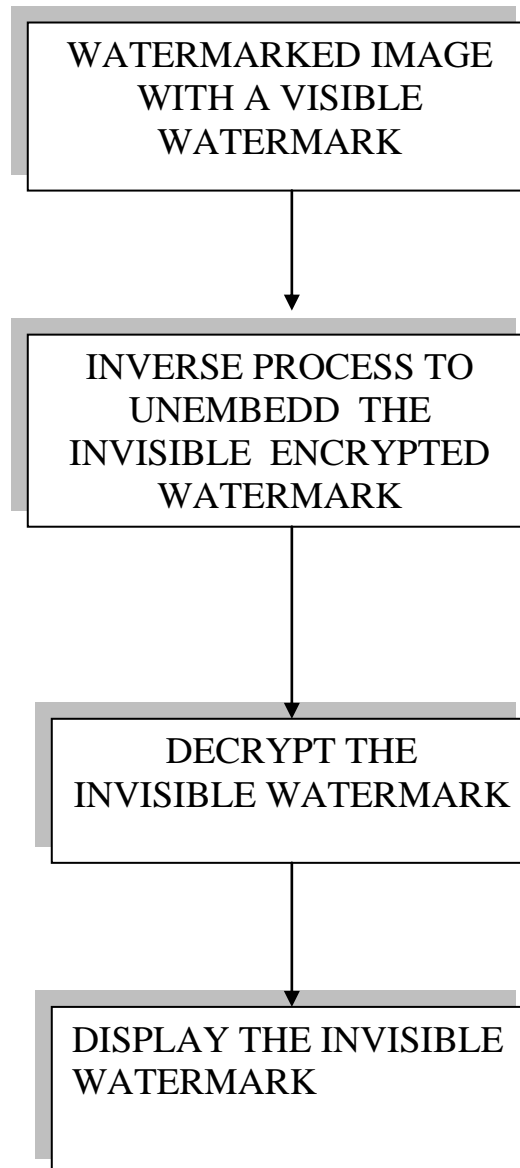 WATERMARKED IMAGE
WITH A VISIBLE
WATERMARK
INVERSE PROCESS TO
UNEMBEDD THE
INVISIBLE ENCRYPTED
WATERMARK
DECRYPT THE
INVISIBLE WATERMARK
DISPLAY THE INVISIBLE
WATERMARK